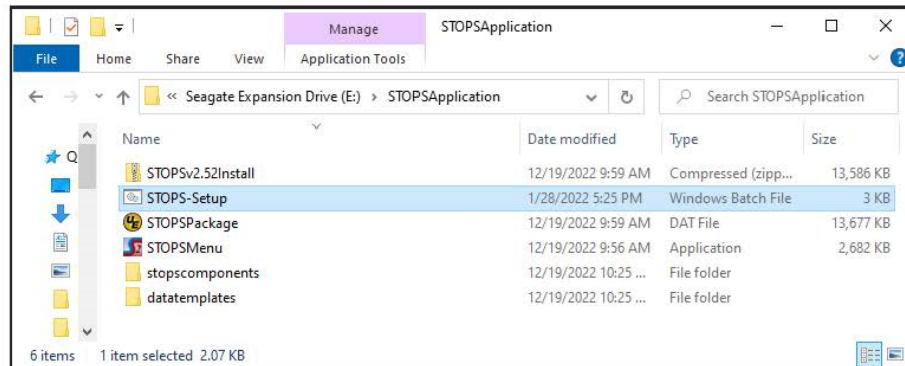 Manage STOPSApplication
File Home Share View Application Tools
« Seagate Expansion Drive (E:) > STOPSApplication Search STOPSApplication
Name Date modified Type Size
Q
STOPSv2.52Install 12/19/2022 9:59 AM Compressed (zipp... 13,586 KB
STOPS-Setup 1/28/2022 5:25 PM Windows Batch File 3 KB
STOPSPackage 12/19/2022 9:59 AM DAT File 13,677 KB
STOPSMenu 12/19/2022 9:56 AM Application 2,682 KB
stopscomponents 12/19/2022 10:25 ... File folder
datatemplates 12/19/2022 10:25 ... File folder
6 items 1 item selected 2.07 KB